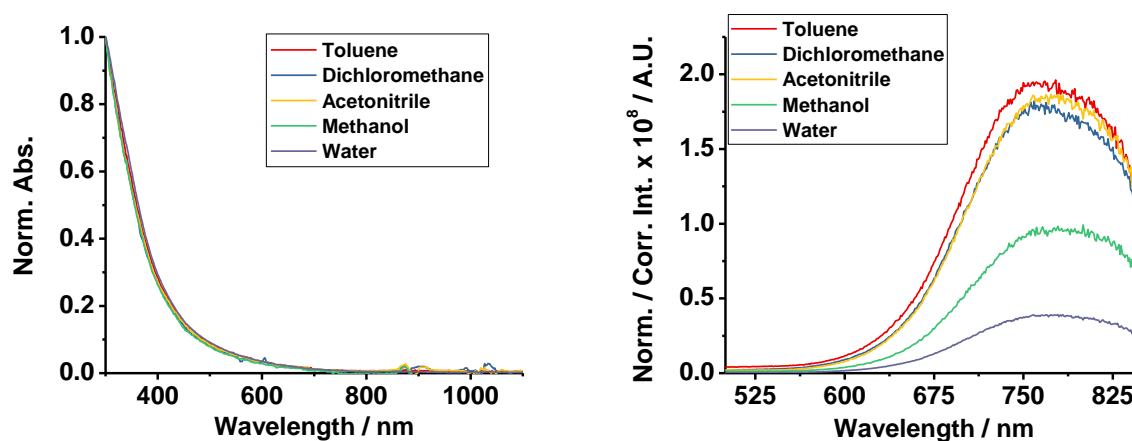 Norm. Abs.
1.0
0.8
0.6
0.4
0.2
0.0
Toluene
Dichloromethane
Acetonitrile
Methanol
Water
400
600
800
1000
Wavelength / nm
Norm. / Corr. Int. x 10⁸ / A.U.
2.0
1.5
1.0
0.5
0.0
Toluene
Dichloromethane
Acetonitrile
Methanol
Water
525
600
675
750
825
Wavelength / nm